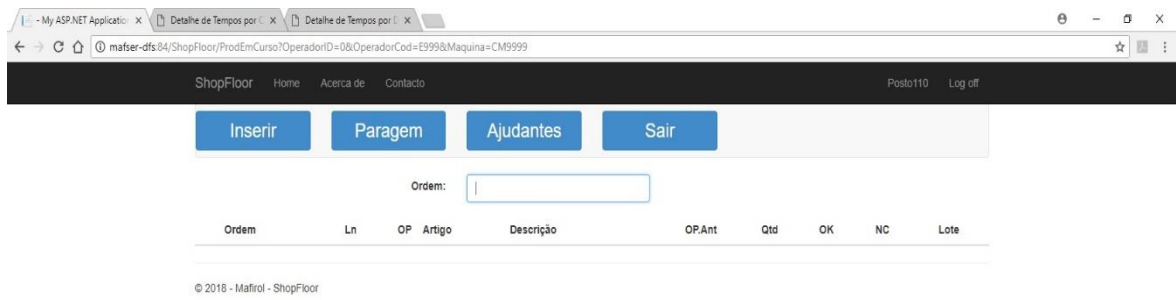 - My ASP.NET Application Detalhe de Tempos por C Detalhe de Tempos por D
mafser-dfs:84/ShopFloor/ProdEmCurso?OperadorID=0&OperadorCod=E999&Maquina=CM9999
ShopFloor Home Acerca de Contacto Posto110 Log off
Inserir Paragem Ajudantes Sair
Ordem:
Ordem Ln OP Artigo Descrição OP.Ant Qtd OK NC Lote
© 2018 - Mafirol - ShopFloor